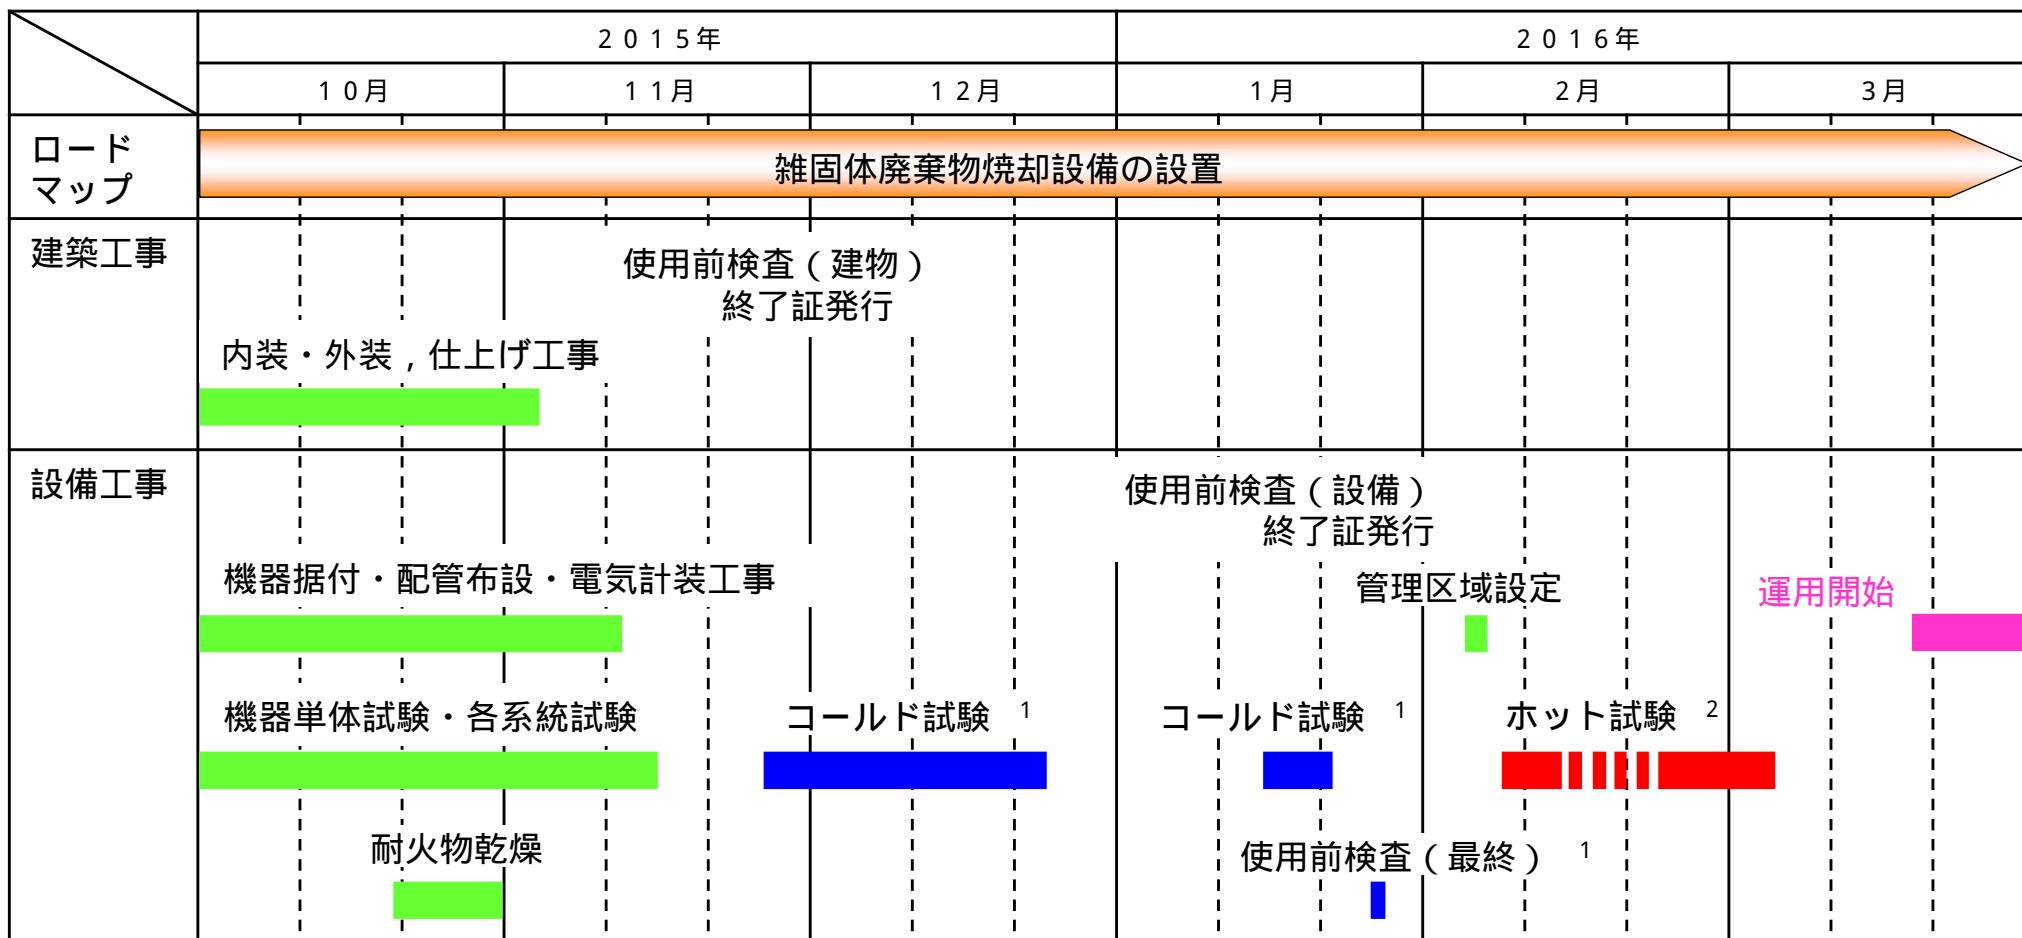 ２０１５年
２０１６年
１０月
１１月
１２月
１月
２月
３月
ロード
マップ
雑固体廃棄物焼却設備の設置
建築工事
使用前検査（建物）
終了証発行
内装・外装，仕上げ工事
設備工事
使用前検査（設備）
終了証発行
機器据付・配管布設・電気計装工事
管理区域設定
運用開始
機器単体試験・各系統試験
コールド試験 1
コールド試験 1
ホット試験 2
耐火物乾燥
使用前検査（最終） 1